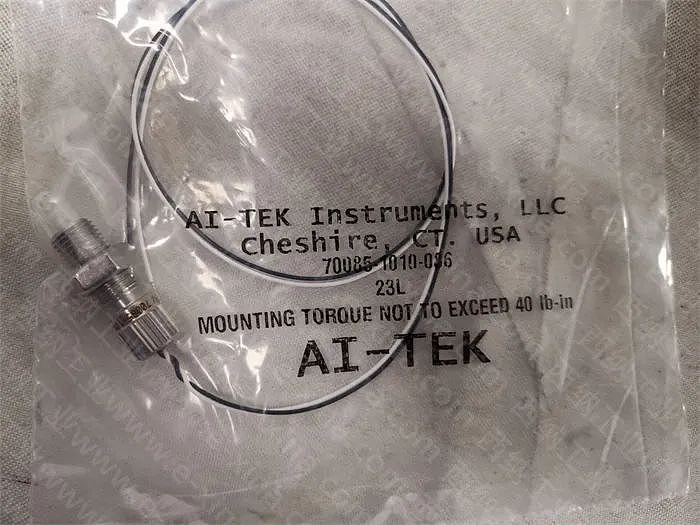 AI-TEK Instruments, LLC
Cheshire, CT. USA
70085-1010-036
23L
MOUNTING TORQUE NOT TO EXCEED 40 lb-in
AI-TEK